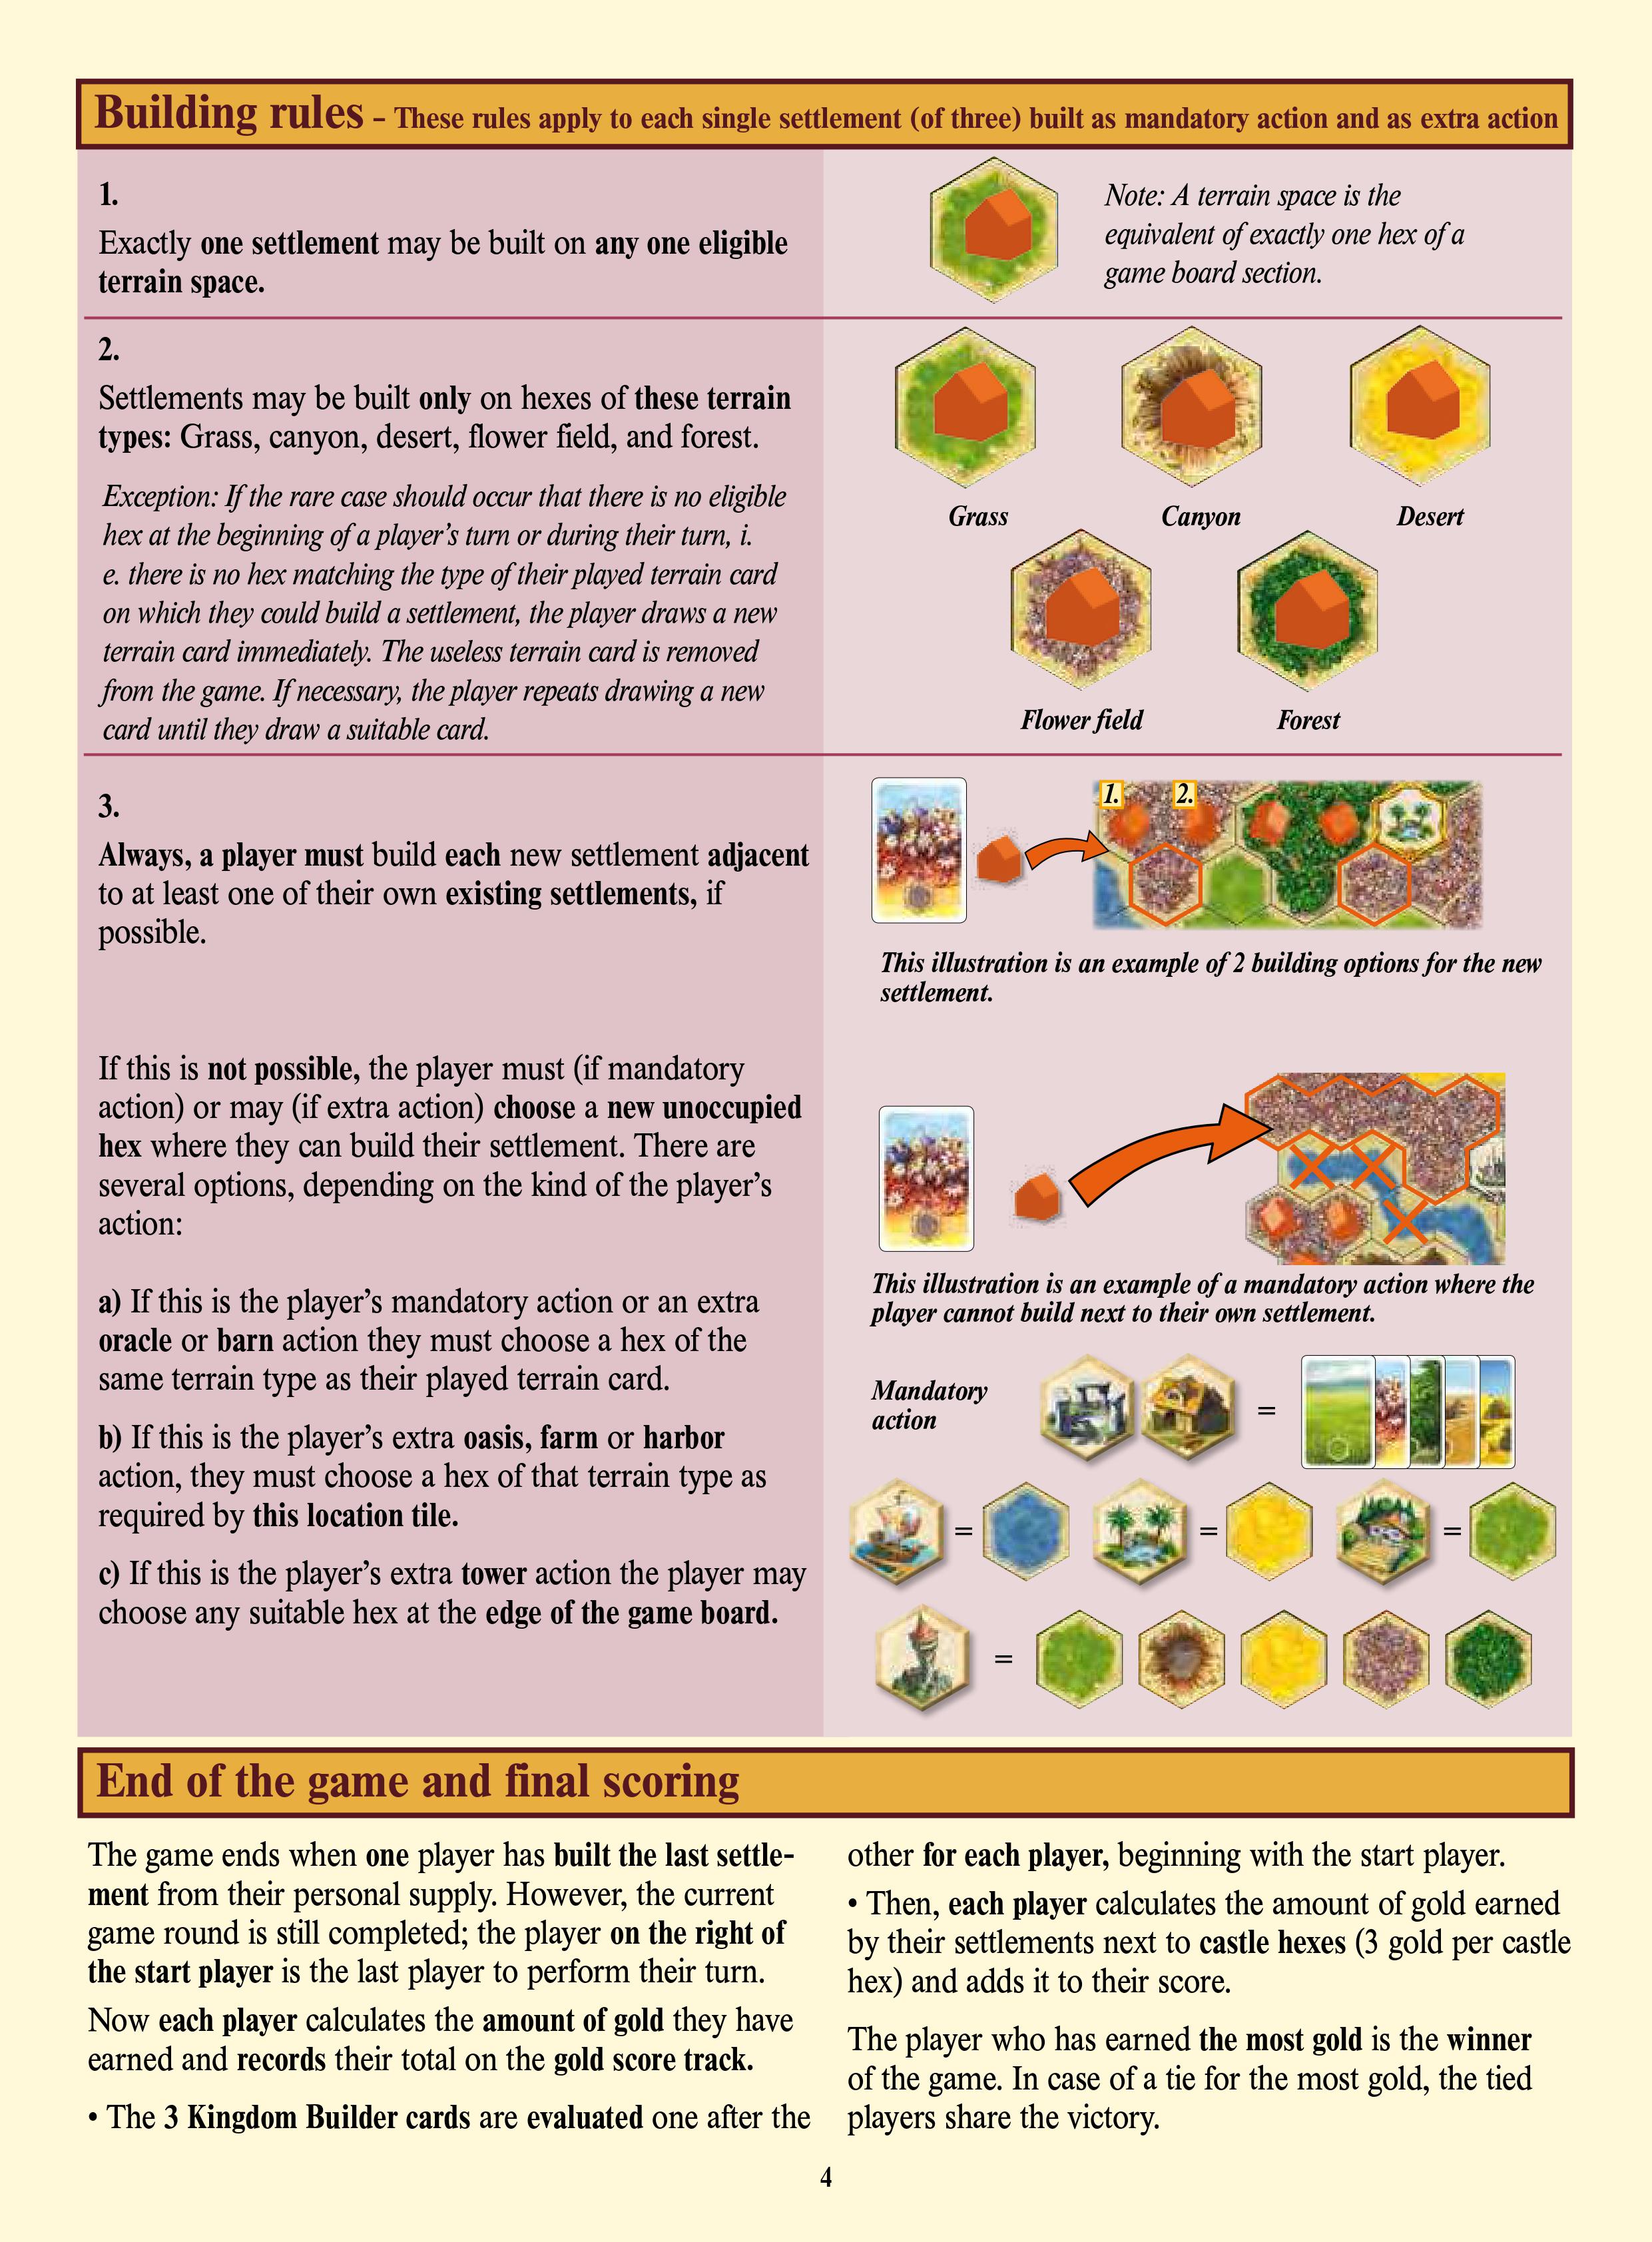 Building rules – These rules apply to each single settlement (of three) built as mandatory action and as extra action
1.
Exactly one settlement may be built on any one eligible
terrain space.
Note: A terrain space is the
equivalent of exactly one hex of a
game board section.
2.
Settlements may be built only on hexes of these terrain
types: Grass, canyon, desert, flower field, and forest.
Exception: If the rare case should occur that there is no eligible
hex at the beginning of a player’s turn or during their turn, i.
e. there is no hex matching the type of their played terrain card
on which they could build a settlement, the player draws a new
terrain card immediately. The useless terrain card is removed
from the game. If necessary, the player repeats drawing a new
card until they draw a suitable card.
Grass
Canyon
Desert
Flower field
Forest
3.
Always, a player must build each new settlement adjacent
to at least one of their own existing settlements, if
possible.
1.
2.
This illustration is an example of 2 building options for the new
settlement.
If this is not possible, the player must (if mandatory
action) or may (if extra action) choose a new unoccupied
hex where they can build their settlement. There are
several options, depending on the kind of the player’s
action:
This illustration is an example of a mandatory action where the
player cannot build next to their own settlement.
a) If this is the player’s mandatory action or an extra
oracle or barn action they must choose a hex of the
same terrain type as their played terrain card.
b) If this is the player’s extra oasis, farm or harbor
action, they must choose a hex of that terrain type as
required by this location tile.
c) If this is the player’s extra tower action the player may
choose any suitable hex at the edge of the game board.
Mandatory
action
=
= = =
=
End of the game and final scoring
The game ends when one player has built the last settle-
ment from their personal supply. However, the current
game round is still completed; the player on the right of
the start player is the last player to perform their turn.
Now each player calculates the amount of gold they have
earned and records their total on the gold score track.
• The 3 Kingdom Builder cards are evaluated one after the
other for each player, beginning with the start player.
• Then, each player calculates the amount of gold earned
by their settlements next to castle hexes (3 gold per castle
hex) and adds it to their score.
The player who has earned the most gold is the winner
of the game. In case of a tie for the most gold, the tied
players share the victory.
4